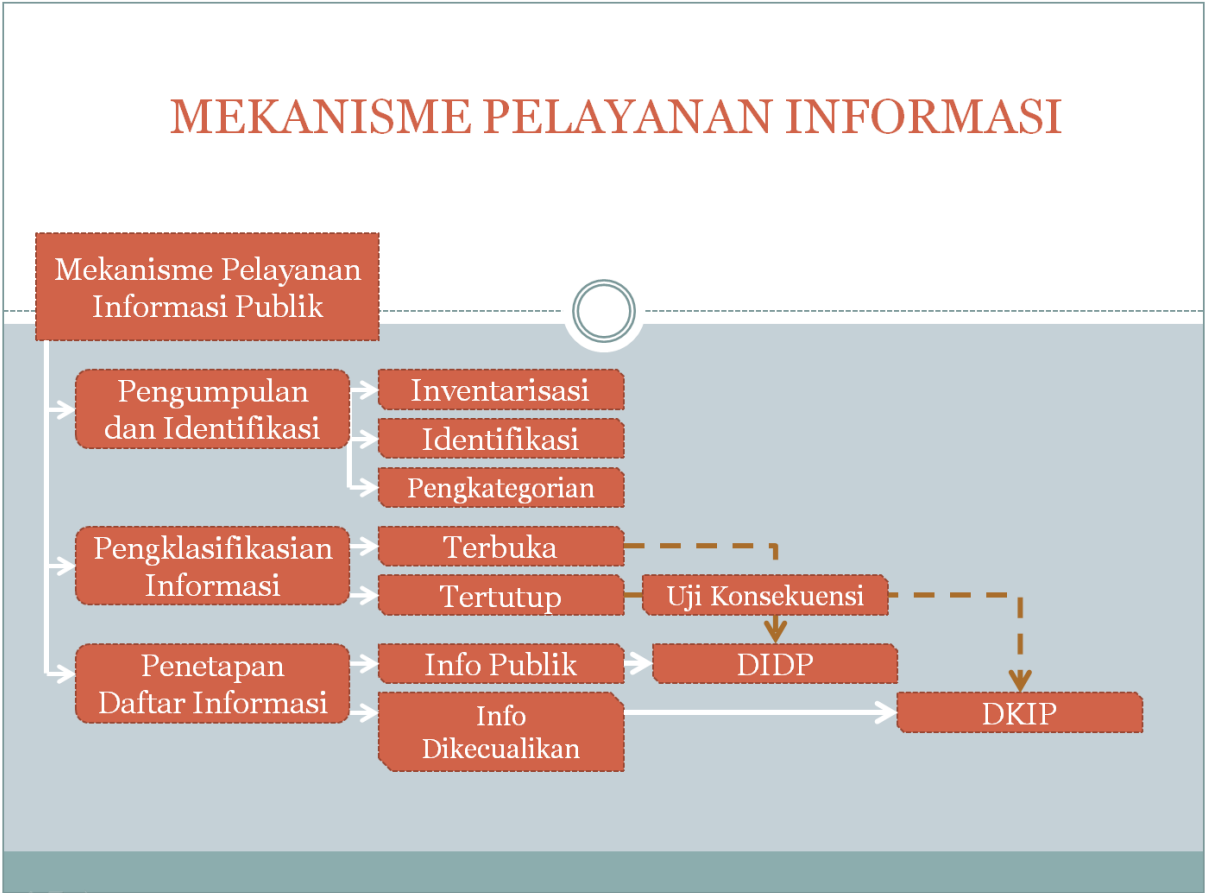 MEKANISME PELAYANAN INFORMASI
Mekanisme Pelayanan
Informasi Publik
Pengumpulan
dan Identifikasi
Inventarisasi
Identifikasi
Pengkategorian
Pengklasifikasian
Informasi
Terbuka
Tertutup
Uji Konsekuensi
Penetapan
Daftar Informasi
Info Publik
DIDP
Info
Dikecualikan
DKIP